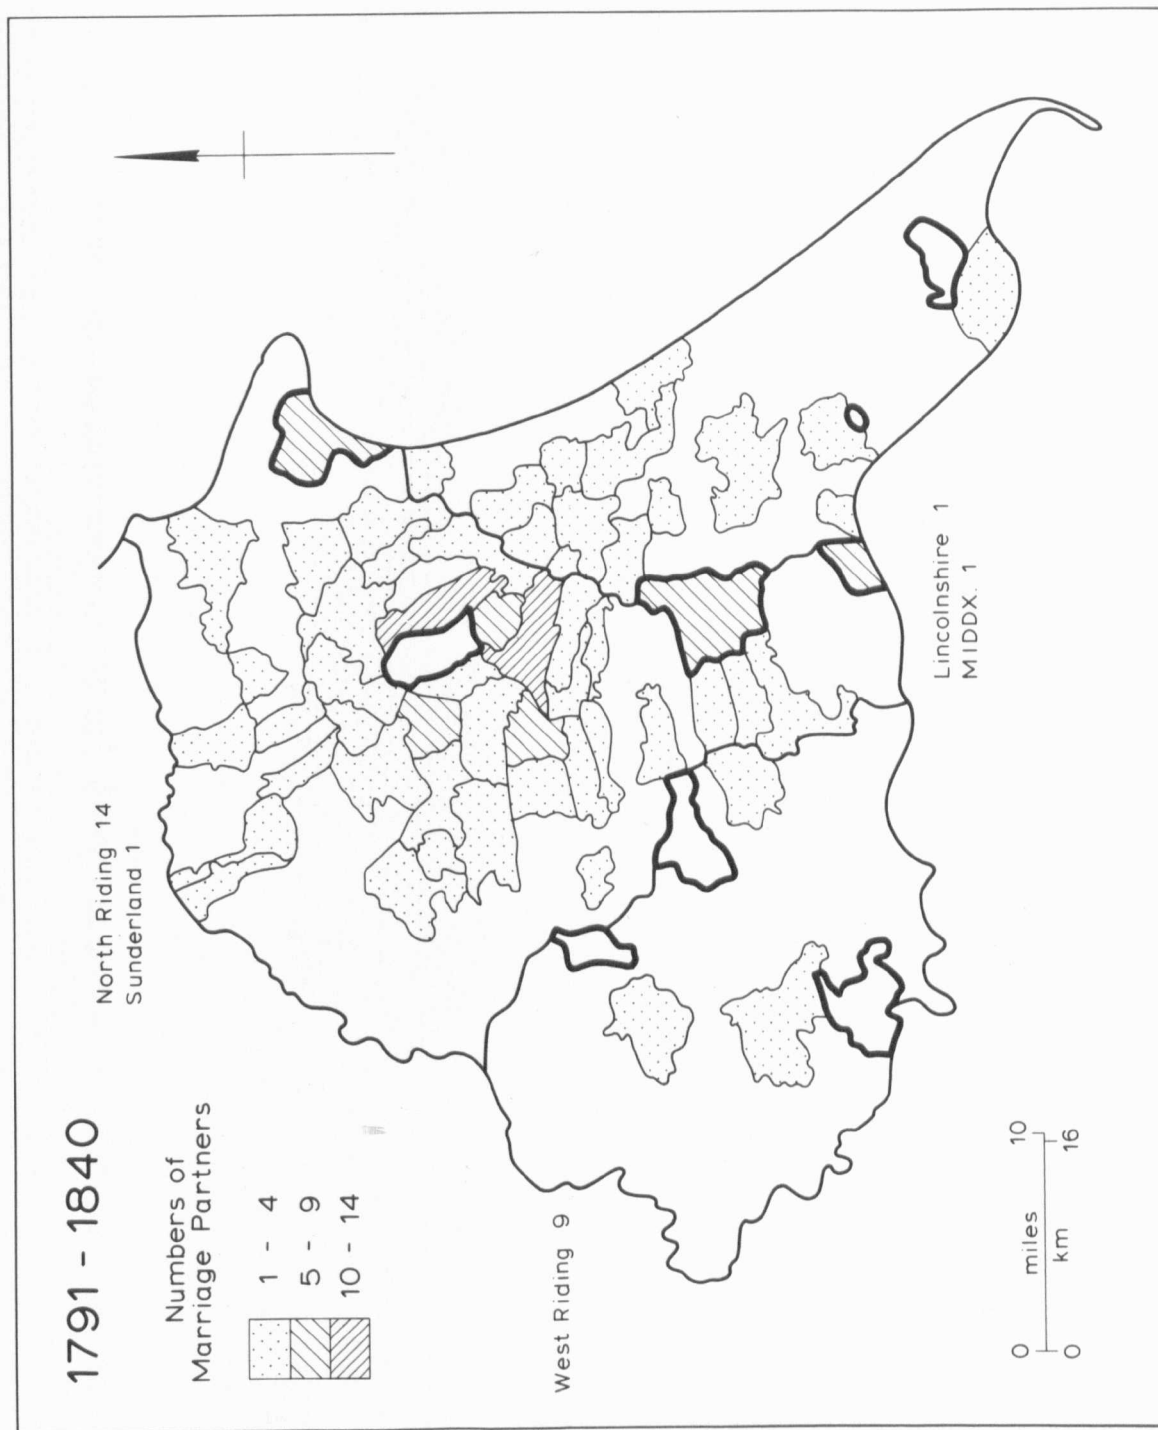 1791 - 1840
Numbers of
Marriage Partners
1 - 4
5 - 9
10 - 14
North Riding 14
Sunderland 1
West Riding 9
Lincolnshire 1
MIDDX. 1
0 miles 10
0 km 16